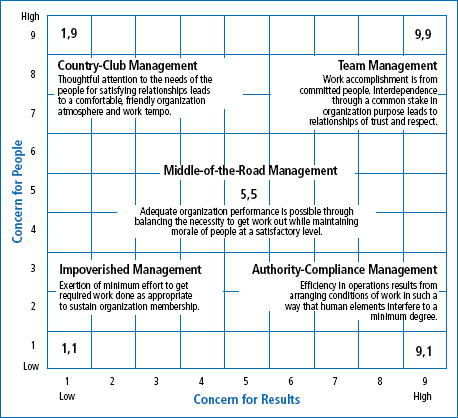 High
9
1,9
9,9
8
Country-Club Management
Thoughtful attention to the needs of the
people for satisfying relationships leads
to a comfortable, friendly organization
atmosphere and work tempo.
Team Management
Work accomplishment is from
committed people. Interdependence
through a common stake in
organization purpose leads to
relationships of trust and respect.
7
6
Concern for People
Middle-of-the-Road Management
5
5,5
Adequate organization performance is possible through
balancing the necessity to get work out while maintaining
morale of people at a satisfactory level.
4
3
Impoverished Management
Exertion of minimum effort to get
required work done as appropriate
to sustain organization membership.
Authority-Compliance Management
Efficiency in operations results from
arranging conditions of work in such a
way that human elements interfere to a
minimum degree.
2
1
Low
1,1
9,1
1 2 3 4 5 6 7 8 9
Low High
Concern for Results